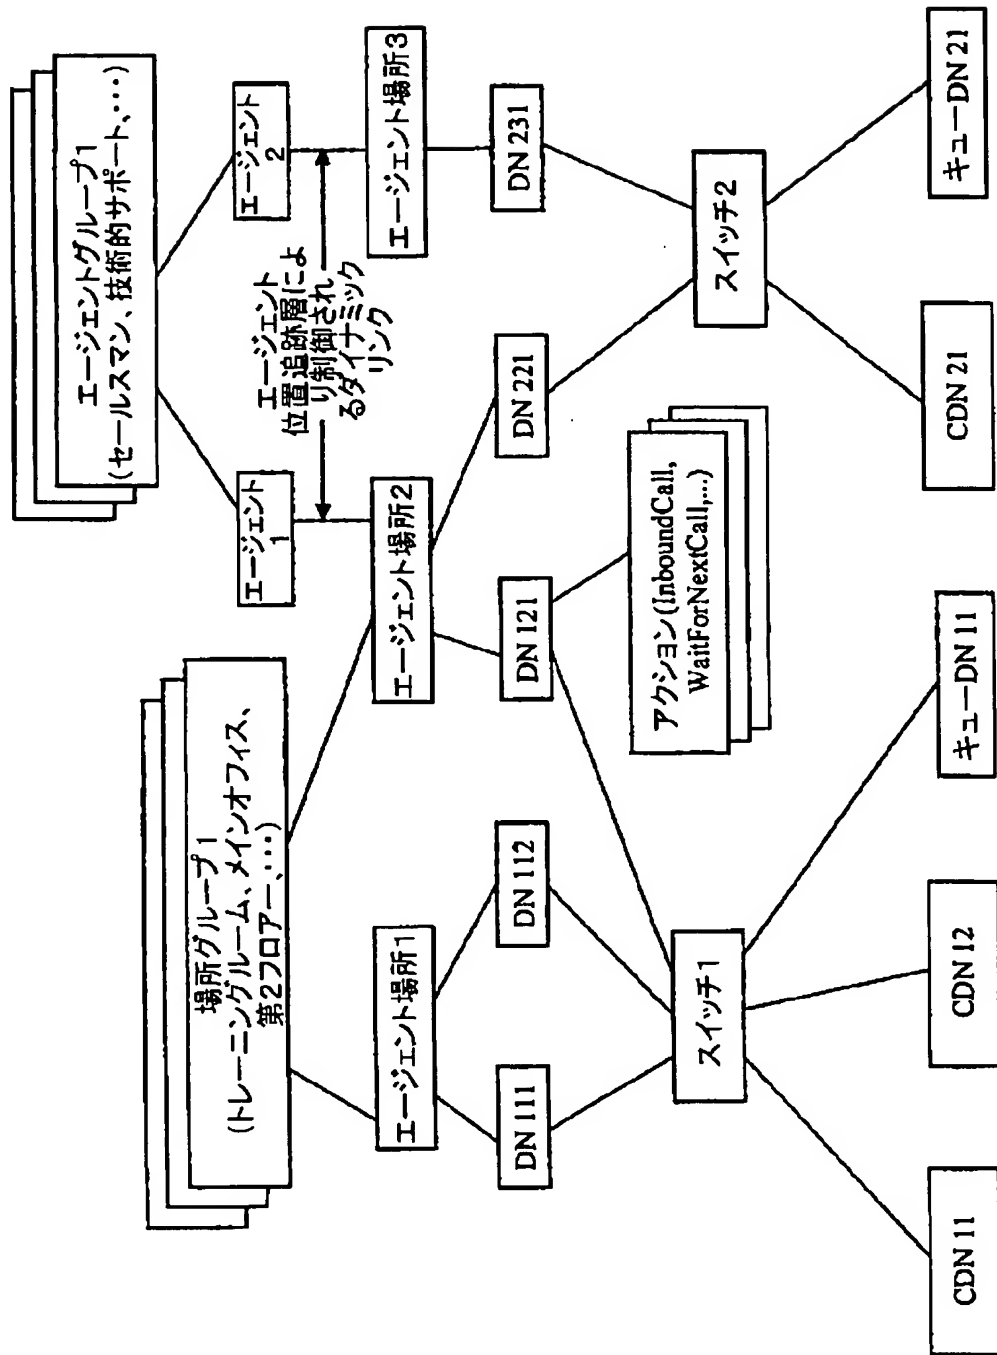 エージェントグループ1
(セールスマン、技術的サポート、･･･)
場所グループ1
(トレーニングルーム、メインオフィス、
第2フロアー、･･･)
エージェント
1
エージェント
2
エージェント
位置追跡層によ
り制御され
るダイナミック
リンク
エージェント場所1
エージェント場所2
エージェント場所3
DN 111
DN 112
DN 121
DN 221
DN 231
アクション(InboundCall,
WaitForNextCall,...)
スイッチ1
スイッチ2
CDN 11
CDN 12
キューDN 11
CDN 21
キューDN 21